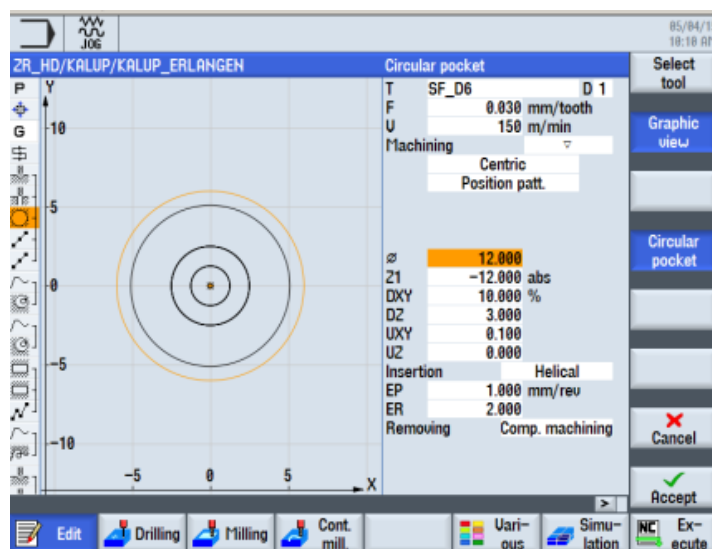 JOG
05/04/1
10:10 AM
ZR_HD/KALUP/KALUP_ERLANGEN
Circular pocket
Select
tool
P
Y
T SF_D6 D 1
F 0.030 mm/tooth
V 150 m/min
Machining ▽
Centric
Position patt.
Graphic
view
G
10
5
0
-5
-10
-5 0 5 X
⌀ 12.000
Z1 -12.000 abs
DXY 10.000 %
DZ 3.000
UXY 0.100
UZ 0.000
Insertion Helical
EP 1.000 mm/rev
ER 2.000
Removing Comp. machining
Circular
pocket
Cancel
Accept
>
Edit
Drilling
Milling
Cont.
mill.
Vari-
ous
Simu-
lation
NC
Ex-
ecute